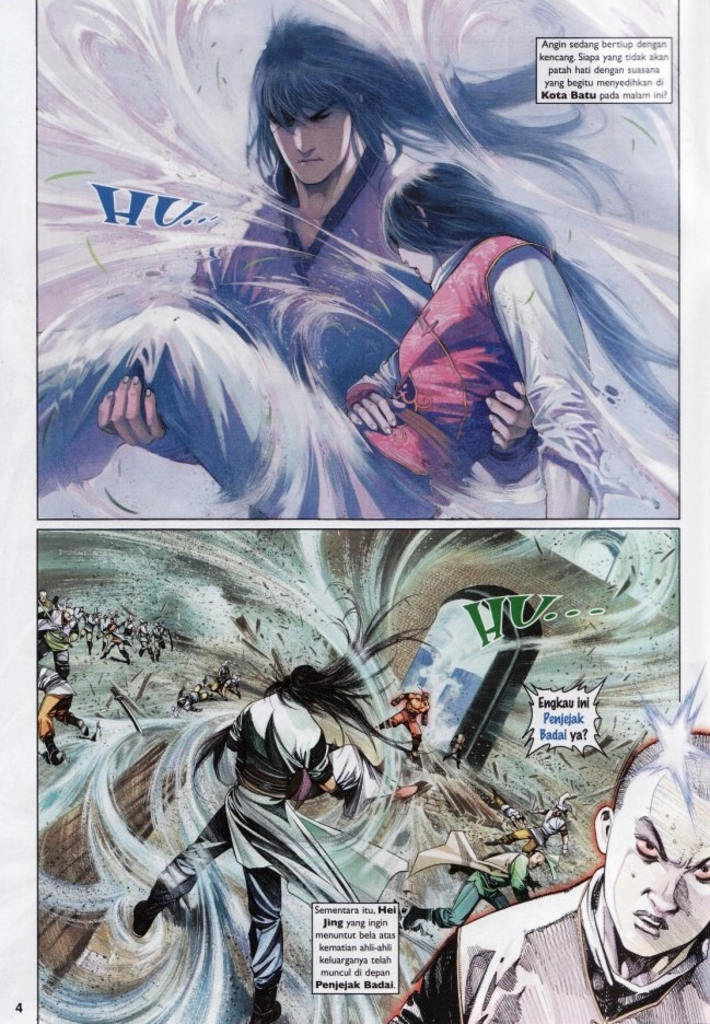 Angin sedang bertiup dengan
kencang. Siapa yang tidak akan
patah hati dengan suasana
yang begitu menyedihkan di
Kota Batu pada malam ini?
HU...
HU...
Engkau ini
Penjejak
Badai ya?
Sementara itu, Hei
Jing yang ingin
menuntut bela atas
kematian ahli-ahli
keluarganya telah
muncul di depan
Penjejak Badai.
4